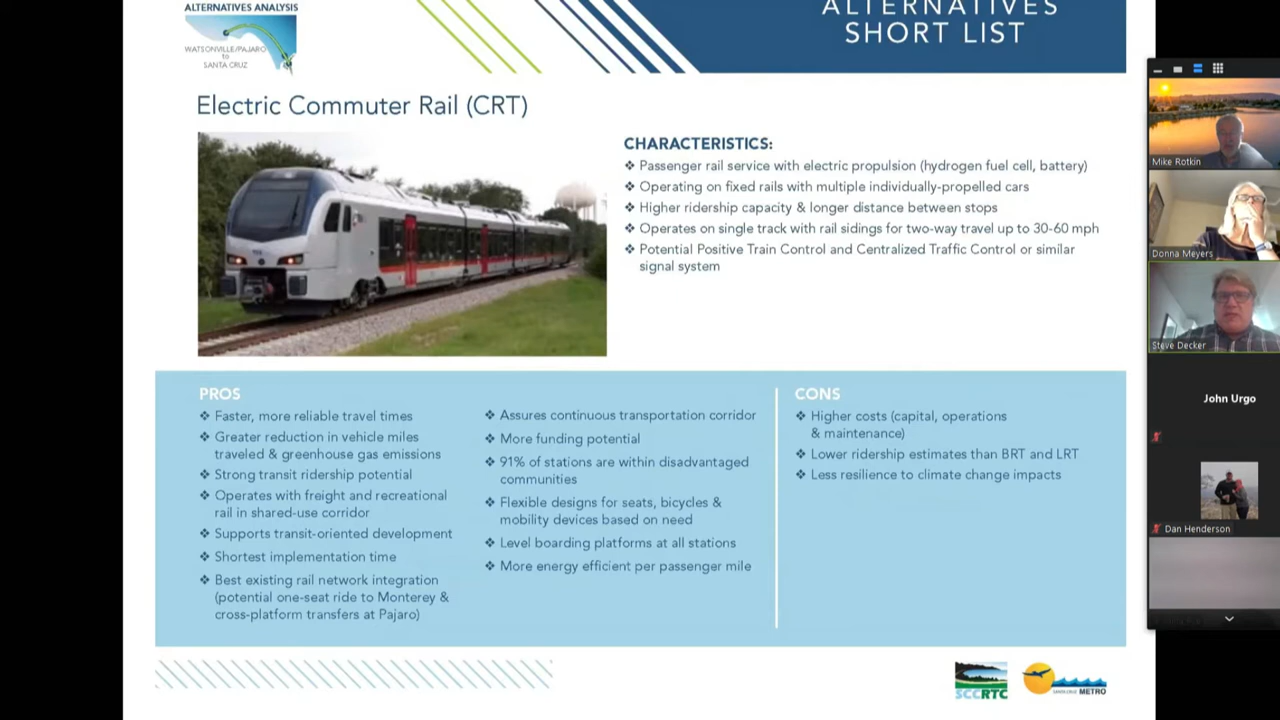 ALTERNATIVES ANALYSIS
WATSONVILLE/PAJARO
to
SANTA CRUZ
ALTERNATIVES
SHORT LIST
Electric Commuter Rail (CRT)
CHARACTERISTICS:
❖ Passenger rail service with electric propulsion (hydrogen fuel cell, battery)
❖ Operating on fixed rails with multiple individually-propelled cars
❖ Higher ridership capacity & longer distance between stops
❖ Operates on single track with rail sidings for two-way travel up to 30-60 mph
❖ Potential Positive Train Control and Centralized Traffic Control or similar
signal system
PROS
❖ Faster, more reliable travel times
❖ Greater reduction in vehicle miles
traveled & greenhouse gas emissions
❖ Strong transit ridership potential
❖ Operates with freight and recreational
rail in shared-use corridor
❖ Supports transit-oriented development
❖ Shortest implementation time
❖ Best existing rail network integration
(potential one-seat ride to Monterey &
cross-platform transfers at Pajaro)
❖ Assures continuous transportation corridor
❖ More funding potential
❖ 91% of stations are within disadvantaged
communities
❖ Flexible designs for seats, bicycles &
mobility devices based on need
❖ Level boarding platforms at all stations
❖ More energy efficient per passenger mile
CONS
❖ Higher costs (capital, operations
& maintenance)
❖ Lower ridership estimates than BRT and LRT
❖ Less resilience to climate change impacts
SCCRTC
SANTA CRUZ METRO
Mike Rotkin
Donna Meyers
Steve Decker
John Urgo
Dan Henderson